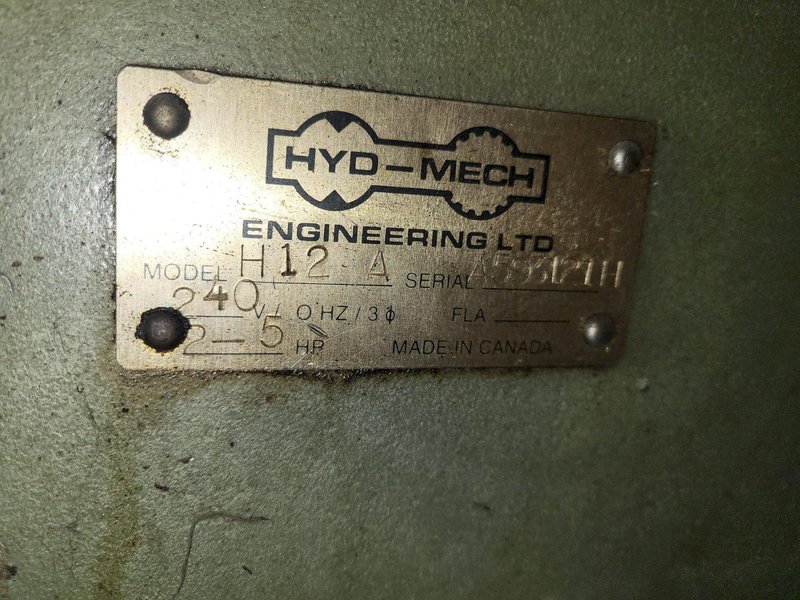 HYD-MECH
ENGINEERING LTD
MODEL H12 A SERIAL
240 V/ 0 HZ / 3 ϕ FLA
2-5 HP MADE IN CANADA